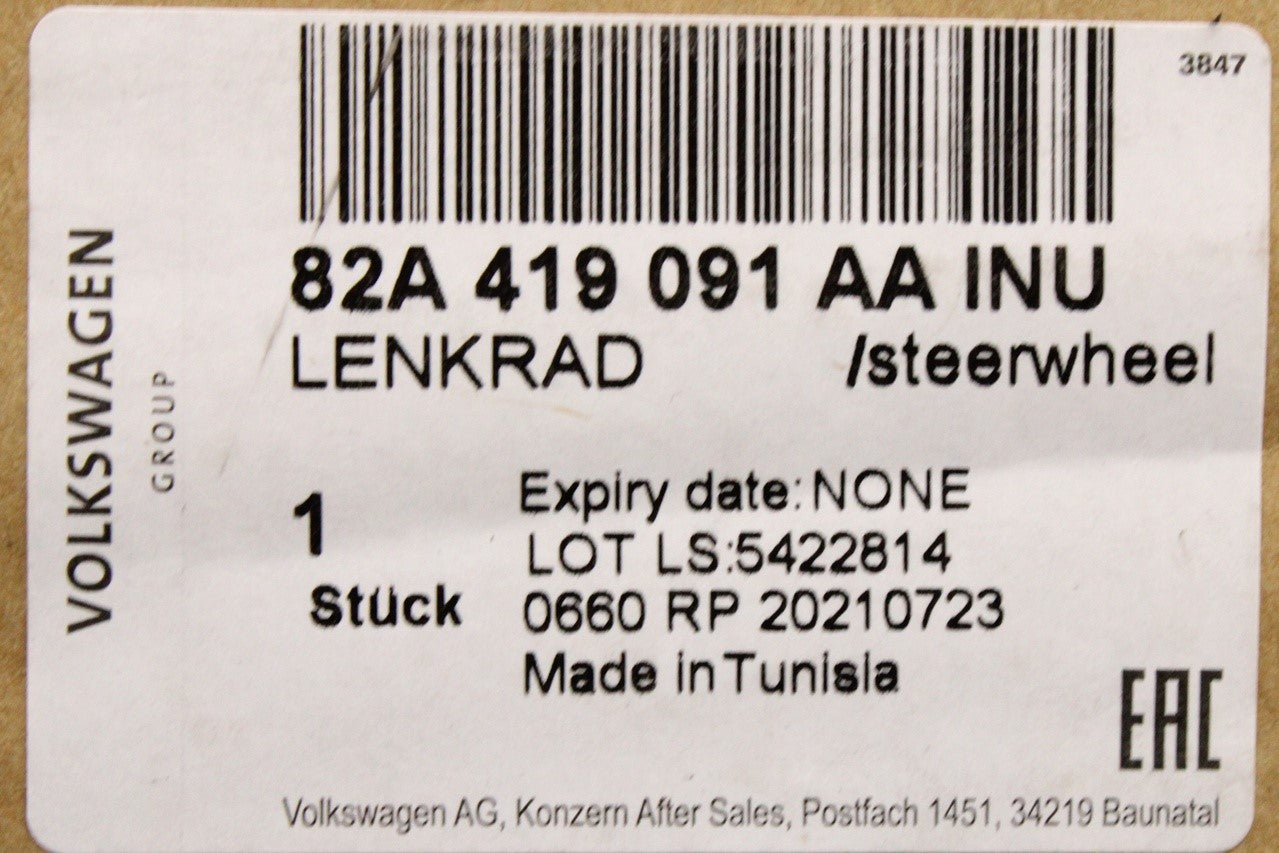 3847
82A 419 091 AA INU
LENKRAD /steerwheel
VOLKSWAGEN
GROUP
1
Stück
Expiry date: NONE
LOT LS:5422814
0660 RP 20210723
Made in Tunisia
EAC
Volkswagen AG, Konzern After Sales, Postfach 1451, 34219 Baunatal